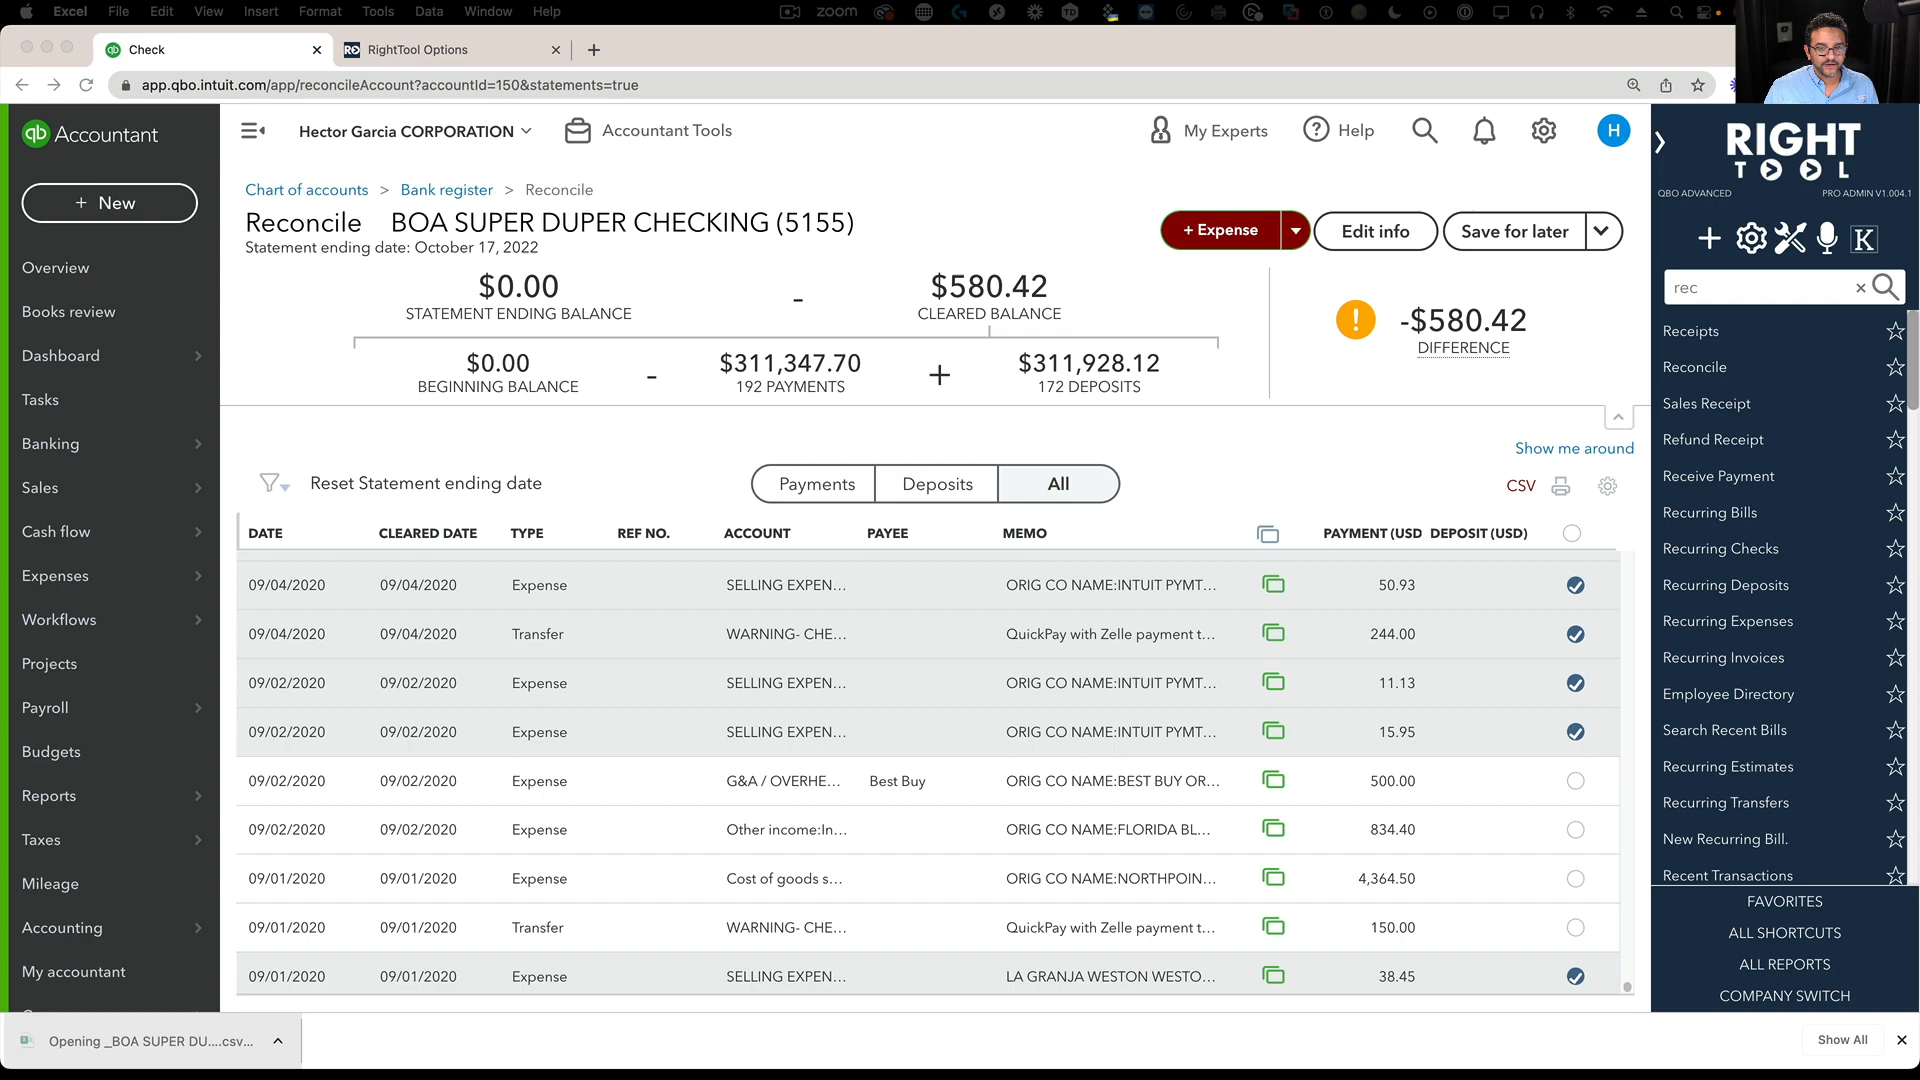 Excel File Edit View Insert Format Tools Data Window Help
zoom
Check
RightTool Options
app.qbo.intuit.com/app/reconcileAccount?accountId=150&statements=true
qb Accountant
+ New
Overview
Books review
Dashboard
Tasks
Banking
Sales
Cash flow
Expenses
Workflows
Projects
Payroll
Budgets
Reports
Taxes
Mileage
Accounting
My accountant
Hector Garcia CORPORATION
Accountant Tools
My Experts
Help
H
Chart of accounts > Bank register > Reconcile
Reconcile BOA SUPER DUPER CHECKING (5155)
Statement ending date: October 17, 2022
+ Expense
Edit info
Save for later
$0.00
STATEMENT ENDING BALANCE
-
$580.42
CLEARED BALANCE
$0.00
BEGINNING BALANCE
-
$311,347.70
192 PAYMENTS
+
$311,928.12
172 DEPOSITS
! -$580.42
DIFFERENCE
Show me around
Reset Statement ending date
Payments Deposits All
CSV
DATE CLEARED DATE TYPE REF NO. ACCOUNT PAYEE MEMO PAYMENT (USD DEPOSIT (USD)
09/04/2020 09/04/2020 Expense SELLING EXPEN... ORIG CO NAME:INTUIT PYMT... 50.93
09/04/2020 09/04/2020 Transfer WARNING- CHE... QuickPay with Zelle payment t... 244.00
09/02/2020 09/02/2020 Expense SELLING EXPEN... ORIG CO NAME:INTUIT PYMT... 11.13
09/02/2020 09/02/2020 Expense SELLING EXPEN... ORIG CO NAME:INTUIT PYMT... 15.95
09/02/2020 09/02/2020 Expense G&A / OVERHE... Best Buy ORIG CO NAME:BEST BUY OR... 500.00
09/02/2020 09/02/2020 Expense Other income:In... ORIG CO NAME:FLORIDA BL... 834.40
09/01/2020 09/01/2020 Expense Cost of goods s... ORIG CO NAME:NORTHPOIN... 4,364.50
09/01/2020 09/01/2020 Transfer WARNING- CHE... QuickPay with Zelle payment t... 150.00
09/01/2020 09/01/2020 Expense SELLING EXPEN... LA GRANJA WESTON WESTO... 38.45
RIGHT
TOOL
QBO ADVANCED PRO ADMIN V1.004.1
K
rec
Receipts
Reconcile
Sales Receipt
Refund Receipt
Receive Payment
Recurring Bills
Recurring Checks
Recurring Deposits
Recurring Expenses
Recurring Invoices
Employee Directory
Search Recent Bills
Recurring Estimates
Recurring Transfers
New Recurring Bill.
Recent Transactions
FAVORITES
ALL SHORTCUTS
ALL REPORTS
COMPANY SWITCH
Opening _BOA SUPER DU....csv...
Show All